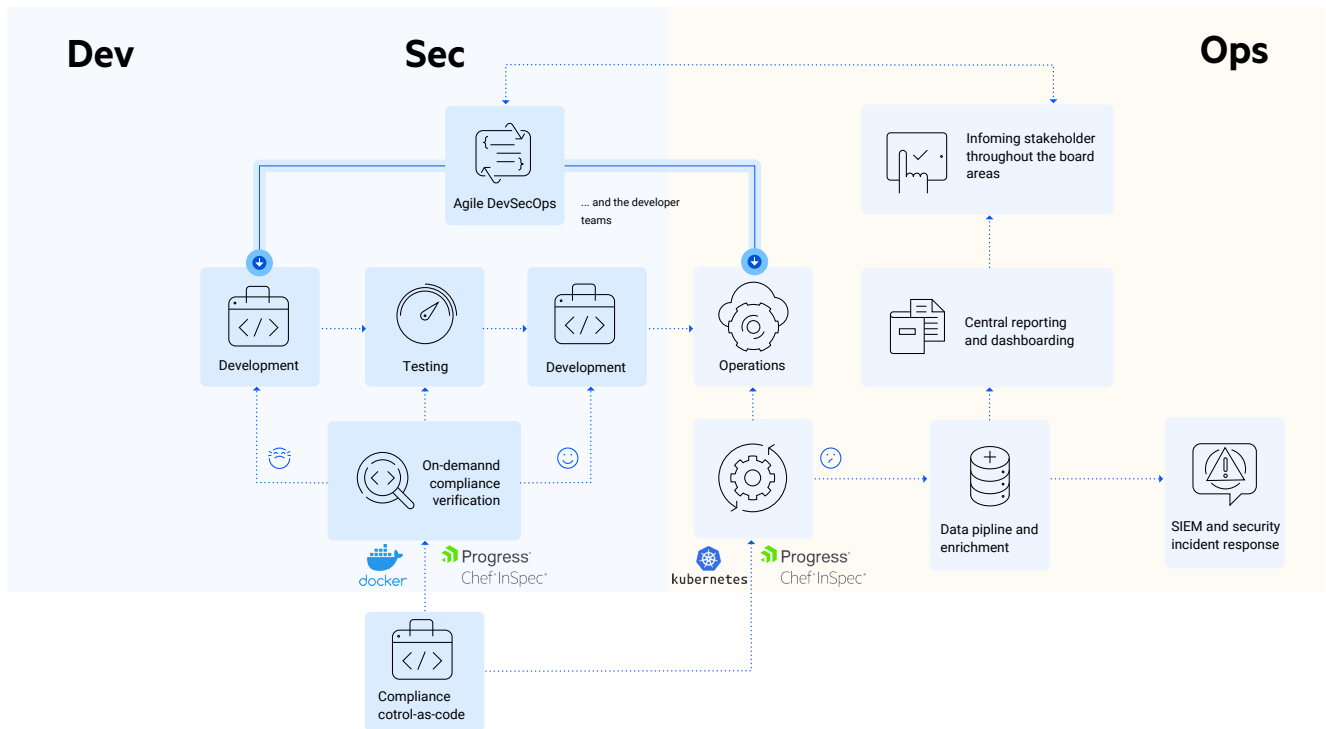 Dev
Sec
Ops
Agile DevSecOps
... and the developer
teams
Infoming stakeholder
throughout the board
areas
Development
Testing
Development
Operations
Central reporting
and dashboarding
On-demannd
compliance
verification
Data pipline and
enrichment
SIEM and security
incident response
docker
Progress®
Chef® InSpec®
kubernetes
Progress®
Chef® InSpec®
Compliance
cotrol-as-code